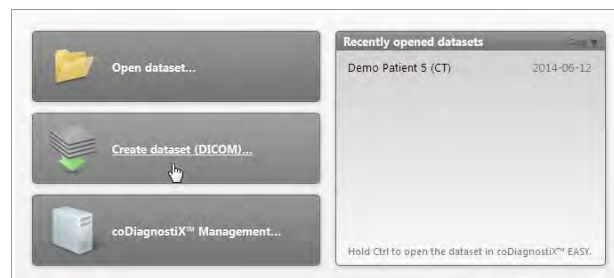 Open dataset...
Create dataset (DICOM)...
coDiagnostiX™ Management...
Recently opened datasets Date ▼
Demo Patient 5 (CT) 2014-06-12
Hold Ctrl to open the dataset in coDiagnostiX™ EASY.